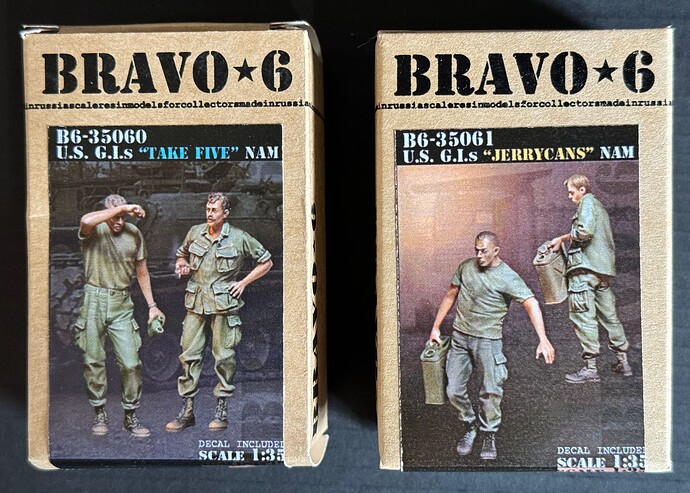 BRAVO★6
inrussiascaleresinmodelsforcollectorsmadeinrussia
B6-35060
U.S. G.I.s "TAKE FIVE" NAM
DECAL INCLUDED
SCALE 1:35
BRAVO★6
inrussiascaleresinmodelsforcollectorsmadeinrussia
B6-35061
U.S. G.I.s "JERRYCANS" NAM
DECAL INCLUDED
SCALE 1:35